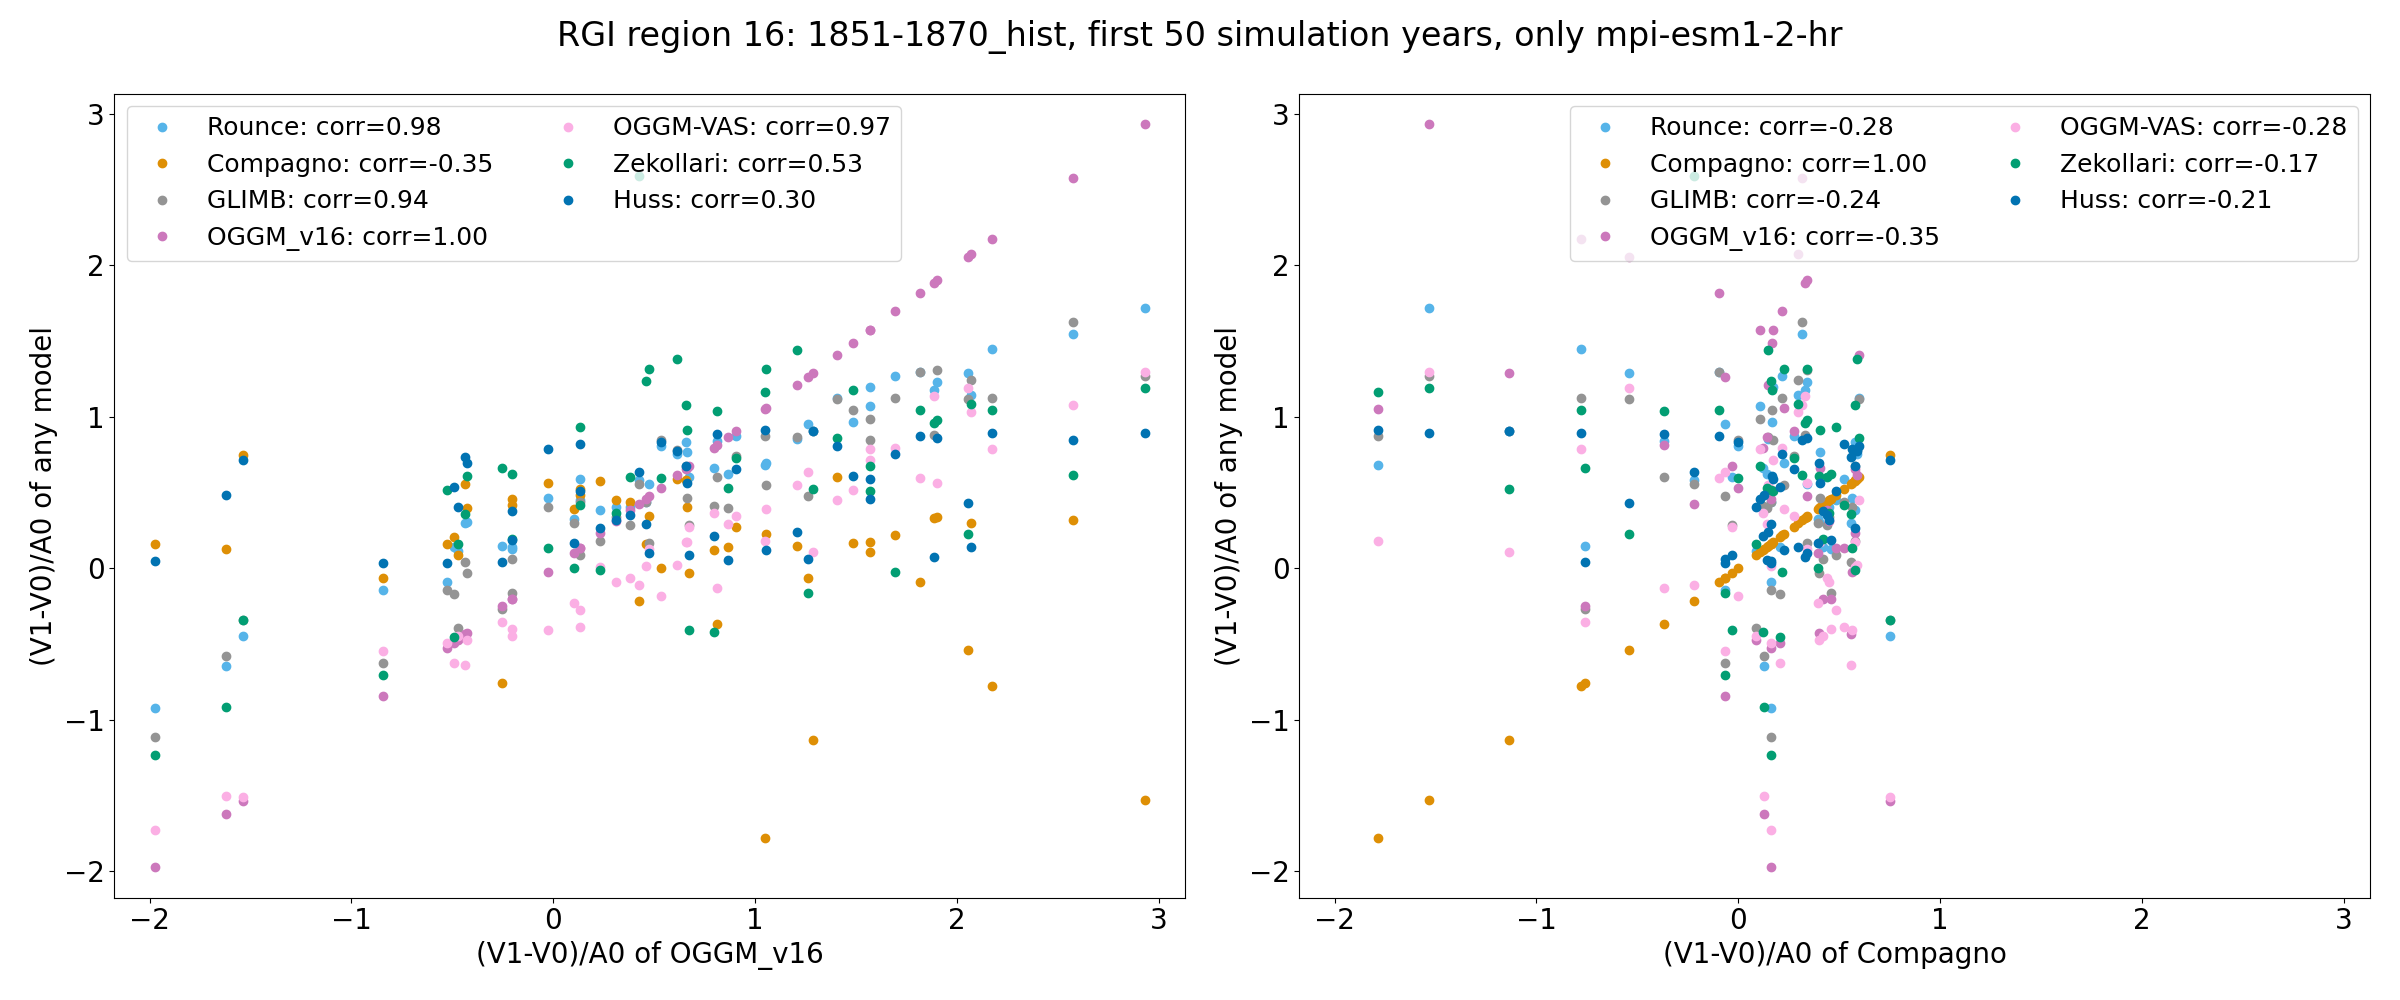 RGI region 16: 1851-1870_hist, first 50 simulation years, only mpi-esm1-2-hr
(V1-V0)/A0 of any model
3
2
1
0
−1
−2
Rounce: corr=0.98
Compagno: corr=-0.35
GLIMB: corr=0.94
OGGM_v16: corr=1.00
OGGM-VAS: corr=0.97
Zekollari: corr=0.53
Huss: corr=0.30
−2 −1 0 1 2 3
(V1-V0)/A0 of OGGM_v16
(V1-V0)/A0 of any model
3
2
1
0
−1
−2
Rounce: corr=-0.28
Compagno: corr=1.00
GLIMB: corr=-0.24
OGGM_v16: corr=-0.35
OGGM-VAS: corr=-0.28
Zekollari: corr=-0.17
Huss: corr=-0.21
−2 −1 0 1 2 3
(V1-V0)/A0 of Compagno